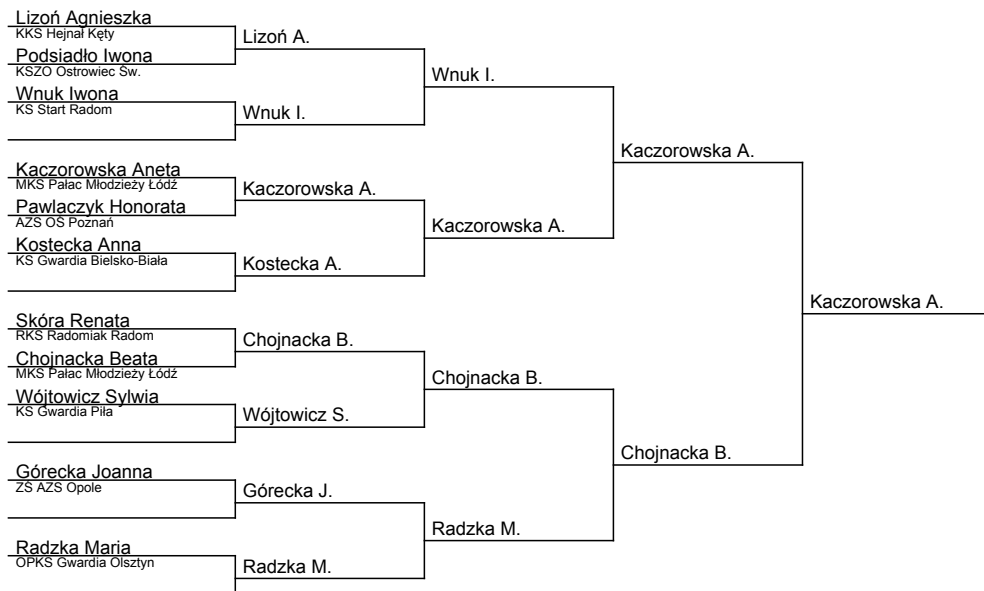 Lizoń Agnieszka
KKS Hejnał Kęty
Podsiadło Iwona
KSZO Ostrowiec Św.
Wnuk Iwona
KS Start Radom
Kaczorowska Aneta
MKS Pałac Młodzieży Łódź
Pawlaczyk Honorata
AZS OŚ Poznań
Kostecka Anna
KS Gwardia Bielsko-Biała
Skóra Renata
RKS Radomiak Radom
Chojnacka Beata
MKS Pałac Młodzieży Łódź
Wójtowicz Sylwia
KS Gwardia Piła
Górecka Joanna
ZŚ AZS Opole
Radzka Maria
OPKS Gwardia Olsztyn
Lizoń A.
Wnuk I.
Kaczorowska A.
Kostecka A.
Chojnacka B.
Wójtowicz S.
Górecka J.
Radzka M.
Wnuk I.
Kaczorowska A.
Chojnacka B.
Radzka M.
Kaczorowska A.
Chojnacka B.
Kaczorowska A.